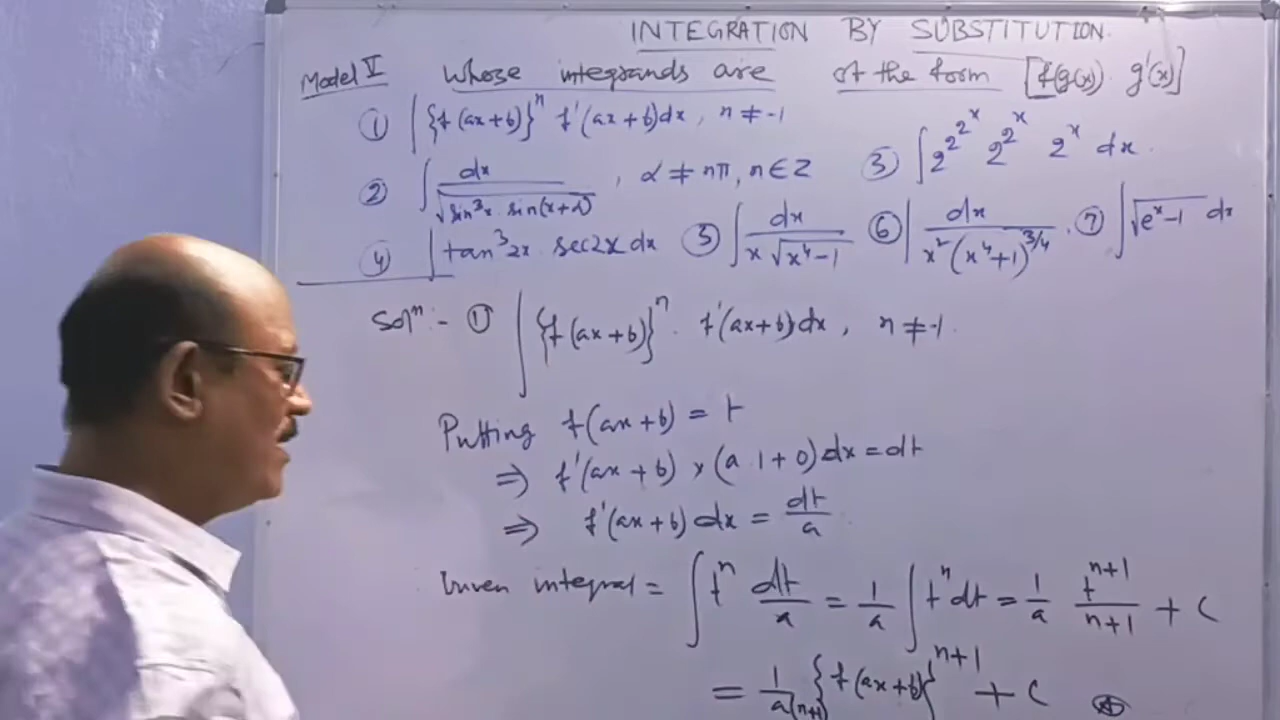 INTEGRATION BY SUBSTITUTION.
Model V Whose integrands are of the form [f(g(x)) g'(x)]
① ∫{f(ax+b)}ⁿ f'(ax+b)dx, n ≠ -1
② ∫ dx / √(sin³x. sin(x+α)), α ≠ nπ, n ∈ Z ③ ∫ 2^(2^(2^x)) 2^(2^x) 2^x dx.
④ ∫ tan³2x sec2x dx ⑤ ∫ dx / (x √(x⁴-1)) ⑥ ∫ dx / (x²(x⁴+1)^(3/4)). ⑦ ∫ √(eˣ-1) dx
Solⁿ:- ① ∫{f(ax+b)}ⁿ. f'(ax+b)dx, n ≠ -1.
Putting f(ax+b) = t
⇒ f'(ax+b) × (a.1+0)dx = dt
⇒ f'(ax+b)dx = dt/a
Given integral = ∫ tⁿ dt/a = 1/a ∫ tⁿ dt = 1/a tⁿ⁺¹/(n+1) + C
= 1/(a(n+1)) {f(ax+b)}ⁿ⁺¹ + C